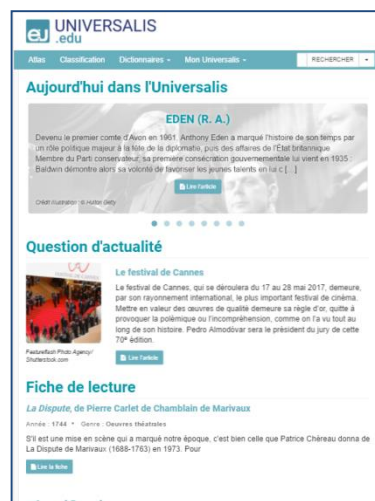 eu UNIVERSALIS
.edu
Atlas Classification Dictionnaires Mon Universalis RECHERCHER
Aujourd'hui dans l'Universalis
EDEN (R. A.)
Devenu le premier comte d'Avon en 1961, Anthony Eden a marqué l'histoire de son temps par
un rôle politique majeur à la tête de la diplomatie, puis des affaires de l'État britannique
Membre du Parti conservateur, sa première consécration gouvernementale lui vient en 1935 :
Baldwin démontre alors sa volonté de favoriser les jeunes talents en lui c [...]
Lire l'article
Crédit illustration : © Hulton Getty
Question d'actualité
Le festival de Cannes
Le festival de Cannes, qui se déroulera du 17 au 28 mai 2017, demeure,
par son rayonnement international, le plus important festival de cinéma.
Mettre en valeur des œuvres de qualité demeure sa règle d'or, quitte à
provoquer la polémique ou l'incompréhension, comme on l'a vu tout au
long de son histoire. Pedro Almodóvar sera le président du jury de cette
70e édition.
Featureflash Photo Agency/
Shutterstock.com
Lire l'article
Fiche de lecture
La Dispute, de Pierre Carlet de Chamblain de Marivaux
Année : 1744 • Genre : Oeuvres théâtrales
S'il est une mise en scène qui a marqué notre époque, c'est bien celle que Patrice Chéreau donna de
La Dispute de Marivaux (1688-1763) en 1973. Pour
Lire la fiche